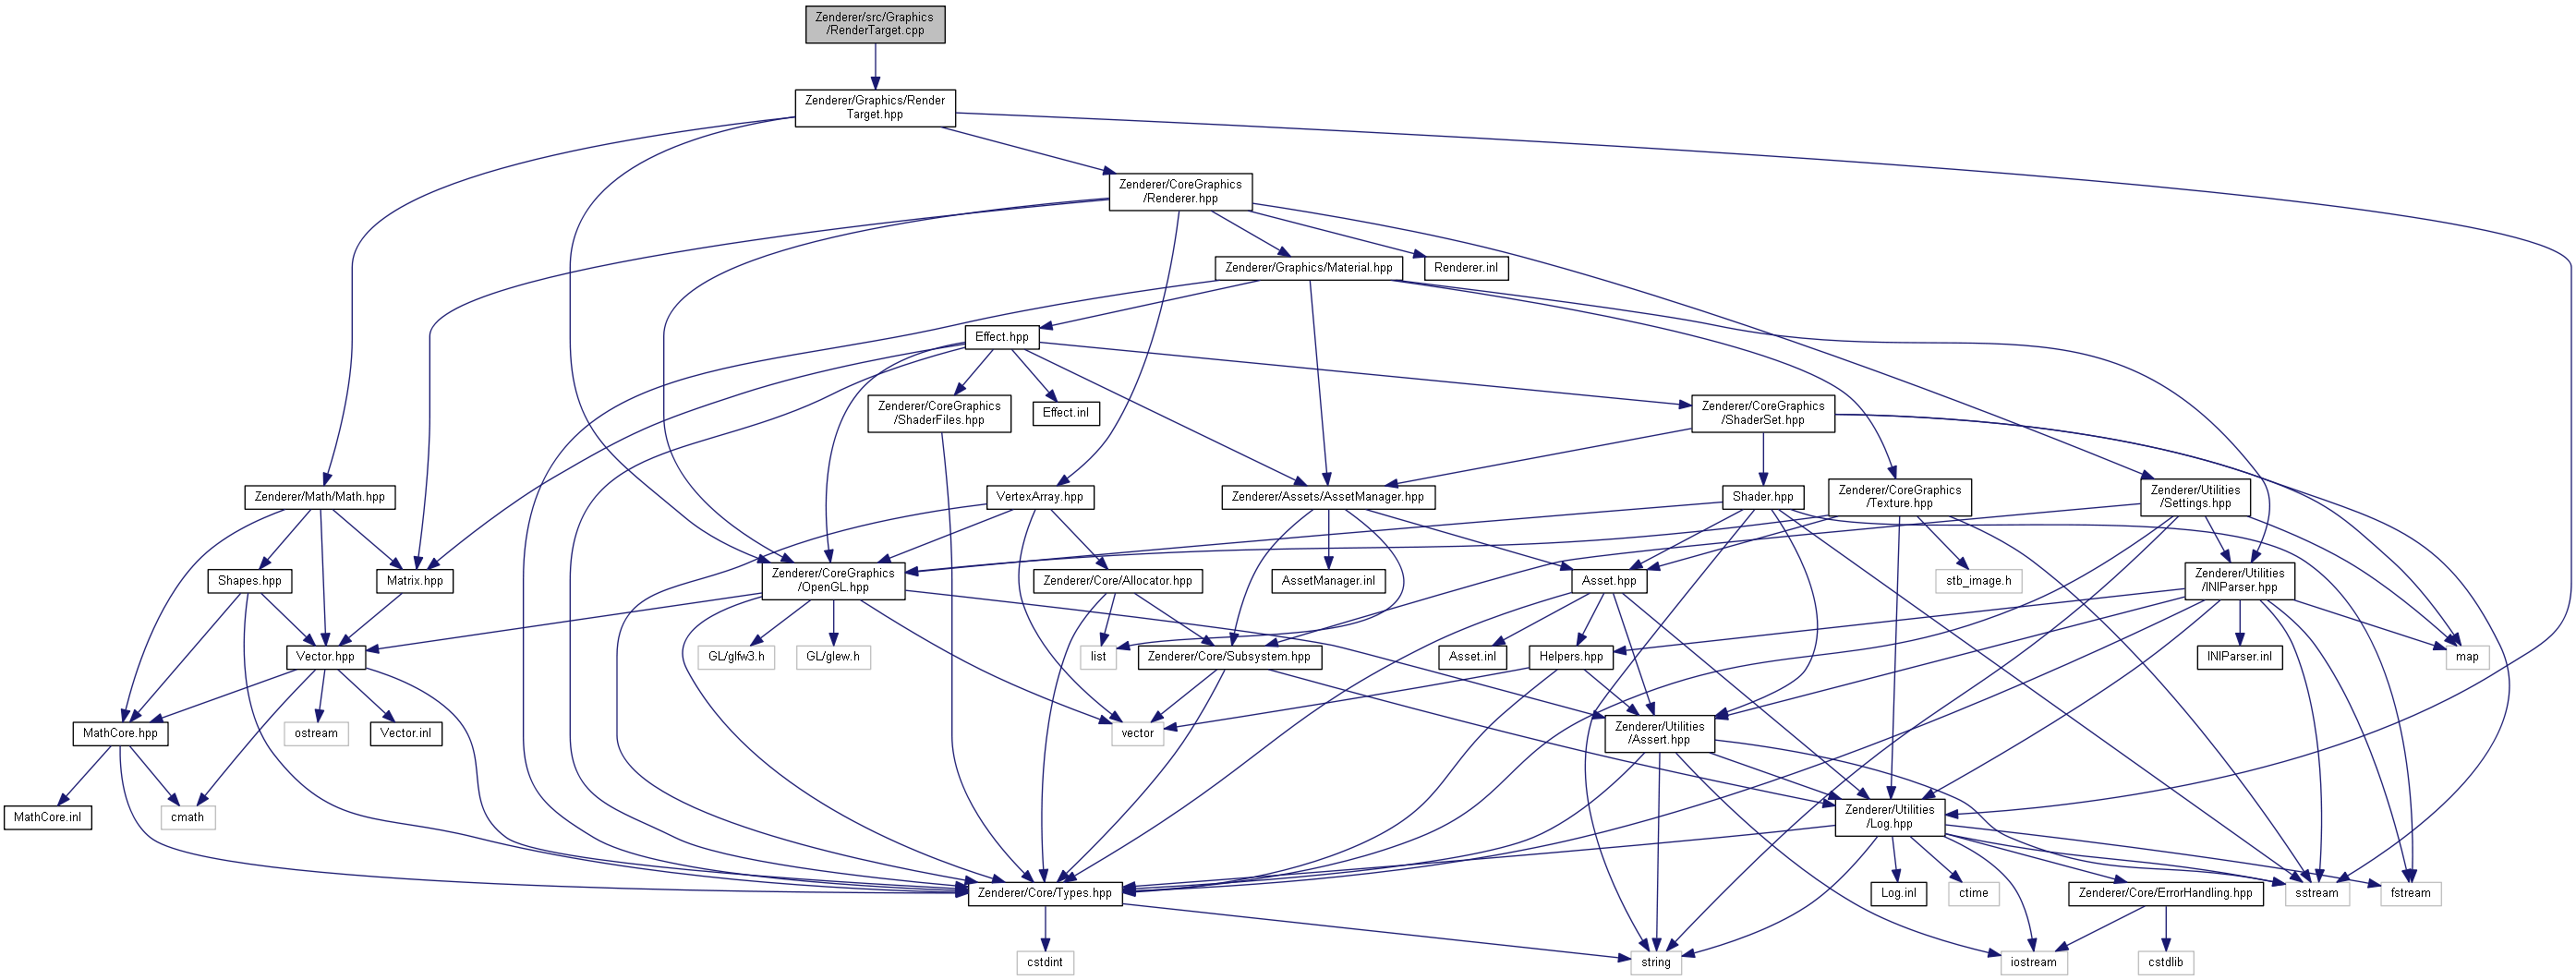 Zenderer/src/Graphics
/RenderTarget.cpp
Zenderer/Graphics/Render
Target.hpp
Zenderer/CoreGraphics
/Renderer.hpp
Zenderer/Graphics/Material.hpp
Renderer.inl
Effect.hpp
Zenderer/CoreGraphics
/ShaderFiles.hpp
Effect.inl
Zenderer/CoreGraphics
/ShaderSet.hpp
Zenderer/Math/Math.hpp
VertexArray.hpp
Zenderer/Assets/AssetManager.hpp
Shader.hpp
Zenderer/CoreGraphics
/Texture.hpp
Zenderer/Utilities
/Settings.hpp
Shapes.hpp
Matrix.hpp
Zenderer/CoreGraphics
/OpenGL.hpp
Zenderer/Core/Allocator.hpp
AssetManager.inl
Asset.hpp
stb_image.h
Zenderer/Utilities
/INIParser.hpp
Vector.hpp
GL/glfw3.h
GL/glew.h
list
Zenderer/Core/Subsystem.hpp
Asset.inl
Helpers.hpp
INIParser.inl
map
MathCore.hpp
ostream
Vector.inl
vector
Zenderer/Utilities
/Assert.hpp
MathCore.inl
cmath
Zenderer/Utilities
/Log.hpp
Zenderer/Core/Types.hpp
Log.inl
ctime
Zenderer/Core/ErrorHandling.hpp
sstream
fstream
cstdint
string
iostream
cstdlib